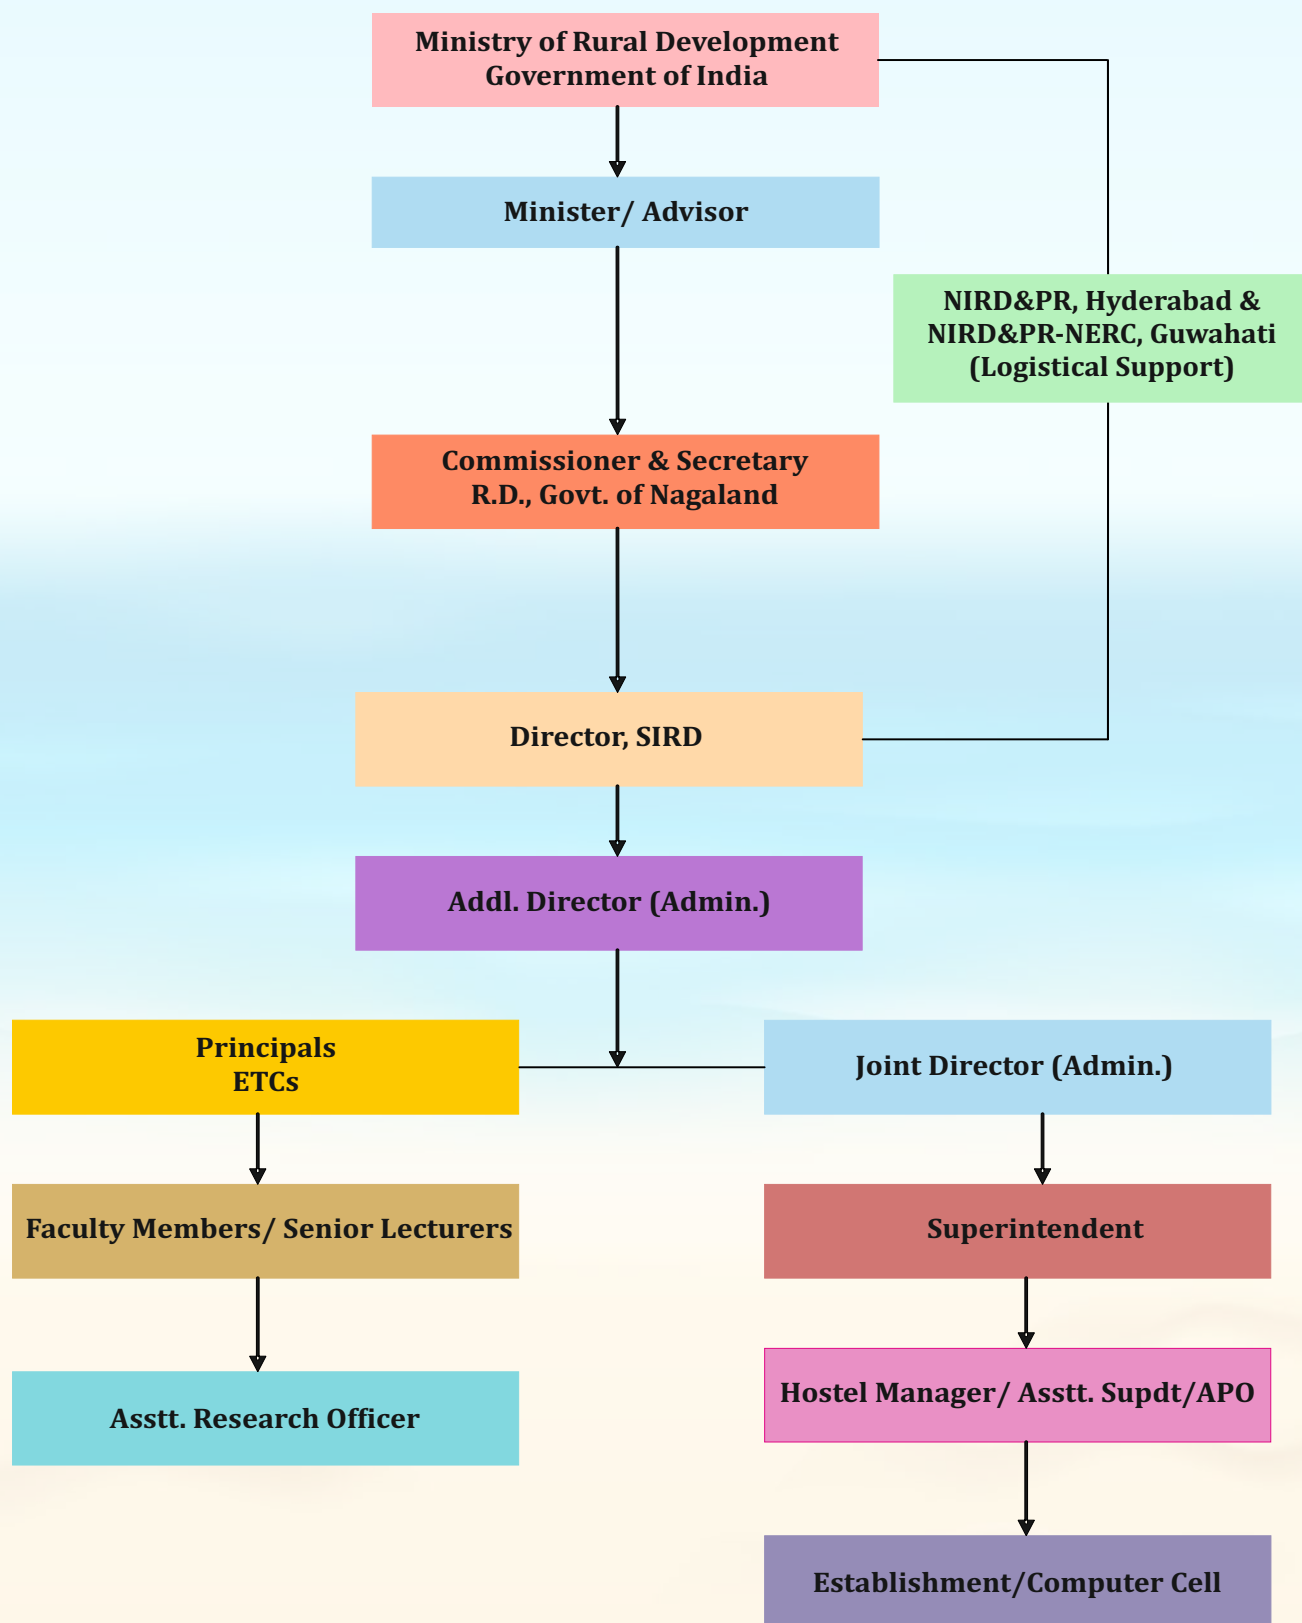 Ministry of Rural Development
Government of India
Minister/ Advisor
NIRD&PR, Hyderabad &
NIRD&PR-NERC, Guwahati
(Logistical Support)
Commissioner & Secretary
R.D., Govt. of Nagaland
Director, SIRD
Addl. Director (Admin.)
Principals
ETCs
Joint Director (Admin.)
Faculty Members/ Senior Lecturers
Superintendent
Asstt. Research Officer
Hostel Manager/ Asstt. Supdt/APO
Establishment/Computer Cell